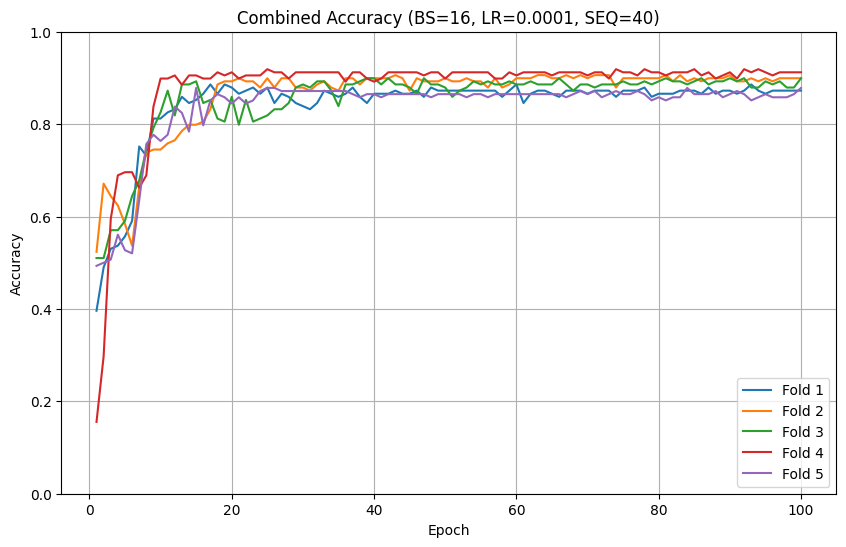 Combined Accuracy (BS=16, LR=0.0001, SEQ=40)
1.0
0.8
0.6
0.4
0.2
0.0
Accuracy
0 20 40 60 80 100
Epoch
Fold 1
Fold 2
Fold 3
Fold 4
Fold 5